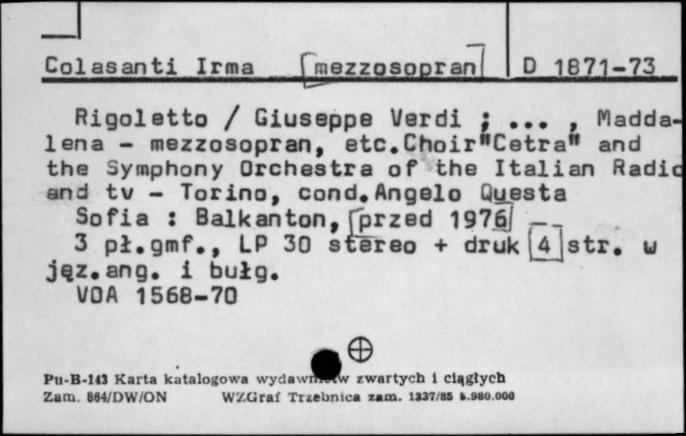 Colasanti Irma [mezzosopran] D 1871-73
Rigoletto / Giuseppe Verdi ; ... , Madda-
lena - mezzosopran, etc.Choir"Cetra" and
the Symphony Orchestra of the Italian Radio
and tv - Torino, cond.Angelo Questa
Sofia : Balkanton, [przed 1976]
3 pł.gmf., LP 30 stereo + druk [4] str. w
jęz.ang. i bułg.
VOA 1568-70
Pu-B-143 Karta katalogowa wydawnictw zwartych i ciągłych
Zam. 864/DW/ON WZGraf Trzebnica zam. 1337/85 5.980.000